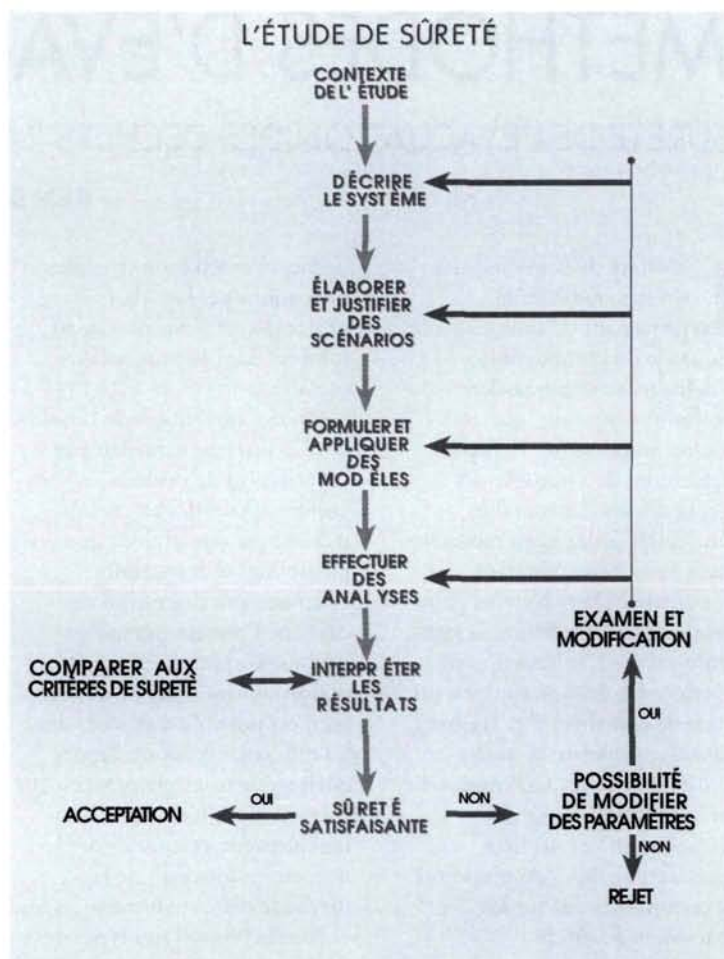 L'ÉTUDE DE SÛRETÉ
CONTEXTE
DE L' ÉTUDE
DÉCRIRE
LE SYSTÈME
ÉLABORER
ET JUSTIFIER
DES
SCÉNARIOS
FORMULER ET
APPLIQUER
DES
MODÈLES
EFFECTUER
DES
ANALYSES
EXAMEN ET
MODIFICATION
COMPARER AUX
CRITÈRES DE SURETÉ
INTERPRÉTER
LES
RÉSULTATS
OUI
POSSIBILITÉ
DE MODIFIER
DES PARAMÈTRES
ACCEPTATION
OUI
SÛRETÉ
SATISFAISANTE
NON
NON
REJET